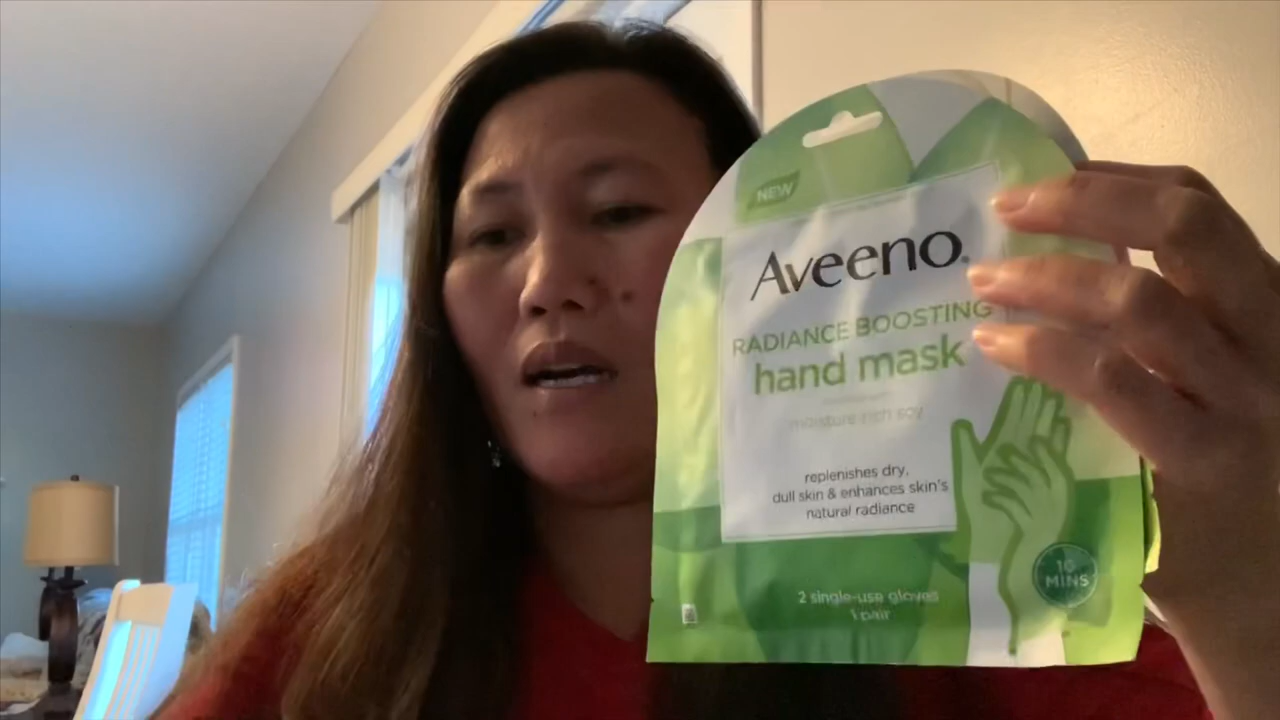 NEW
Aveeno®
RADIANCE BOOSTING
hand mask
moisture-rich soy
replenishes dry,
dull skin & enhances skin's
natural radiance
10
MINS
2 single-use gloves
1 pair